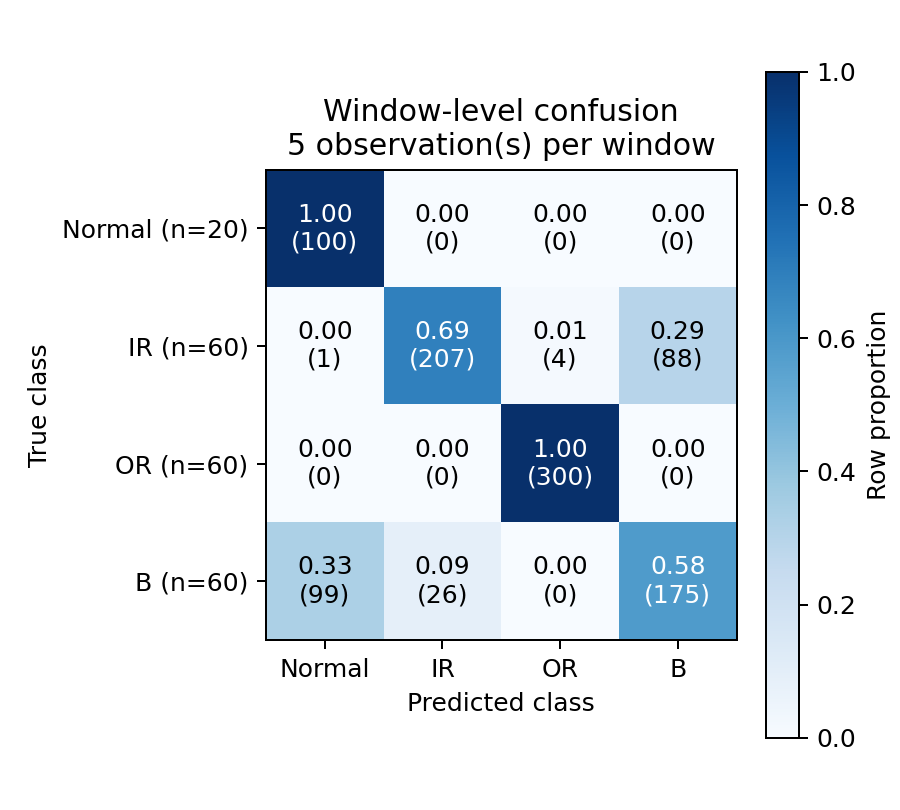 Window-level confusion
5 observation(s) per window
Normal (n=20)
1.00
(100)
0.00
(0)
0.00
(0)
0.00
(0)
IR (n=60)
0.00
(1)
0.69
(207)
0.01
(4)
0.29
(88)
OR (n=60)
0.00
(0)
0.00
(0)
1.00
(300)
0.00
(0)
B (n=60)
0.33
(99)
0.09
(26)
0.00
(0)
0.58
(175)
Normal
IR
OR
B
Predicted class
True class
1.0
0.8
0.6
0.4
0.2
0.0
Row proportion